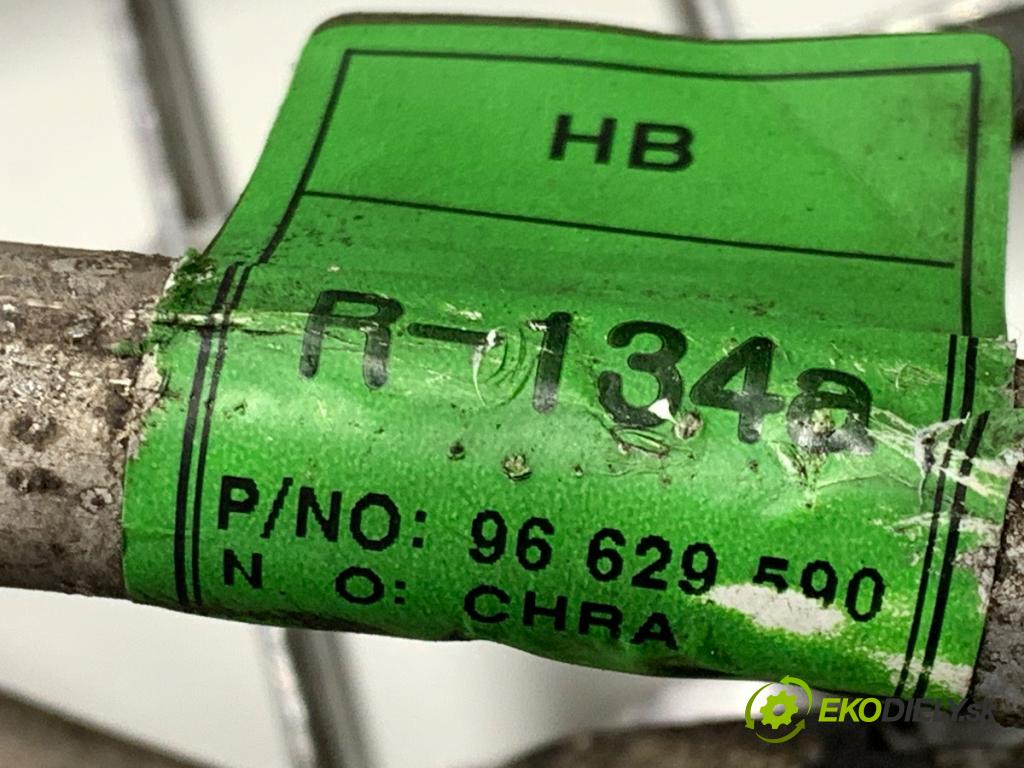 HB
R-134a
P/NO: 96 629 590
N. O: CHRA
EKODIELY.sk